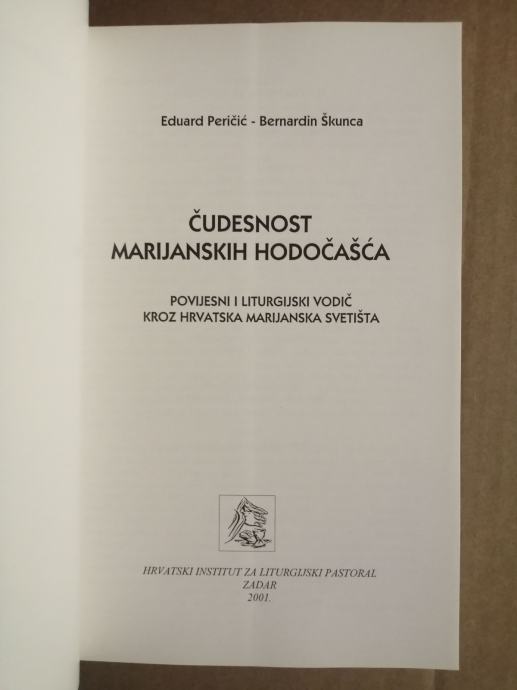 Eduard Peričić - Bernardin Škunca
ČUDESNOST
MARIJANSKIH HODOČAŠĆA
POVIJESNI I LITURGIJSKI VODIČ
KROZ HRVATSKA MARIJANSKA SVETIŠTA
HRVATSKI INSTITUT ZA LITURGIJSKI PASTORAL
ZADAR
2001.